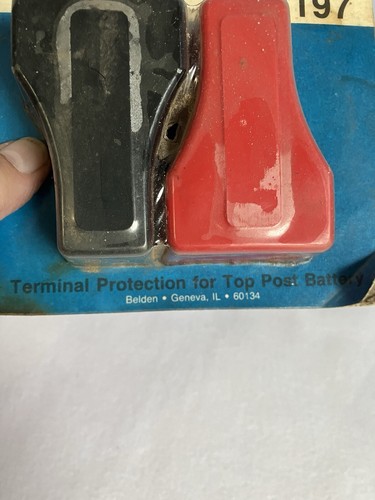 197
Terminal Protection for Top Post Battery
Belden • Geneva, IL • 60134